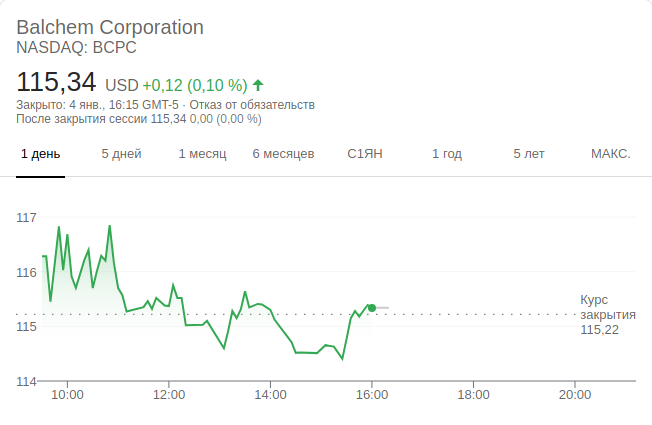 Balchem Corporation
NASDAQ: BCPC
115,34 USD +0,12 (0,10 %)
Закрыто: 4 янв., 16:15 GMT-5 · Отказ от обязательств
После закрытия сессии 115,34 0,00 (0,00 %)
1 день 5 дней 1 месяц 6 месяцев С1ЯН 1 год 5 лет МАКС.
117
116
115
114
Курс
закрытия
115,22
10:00 12:00 14:00 16:00 18:00 20:00